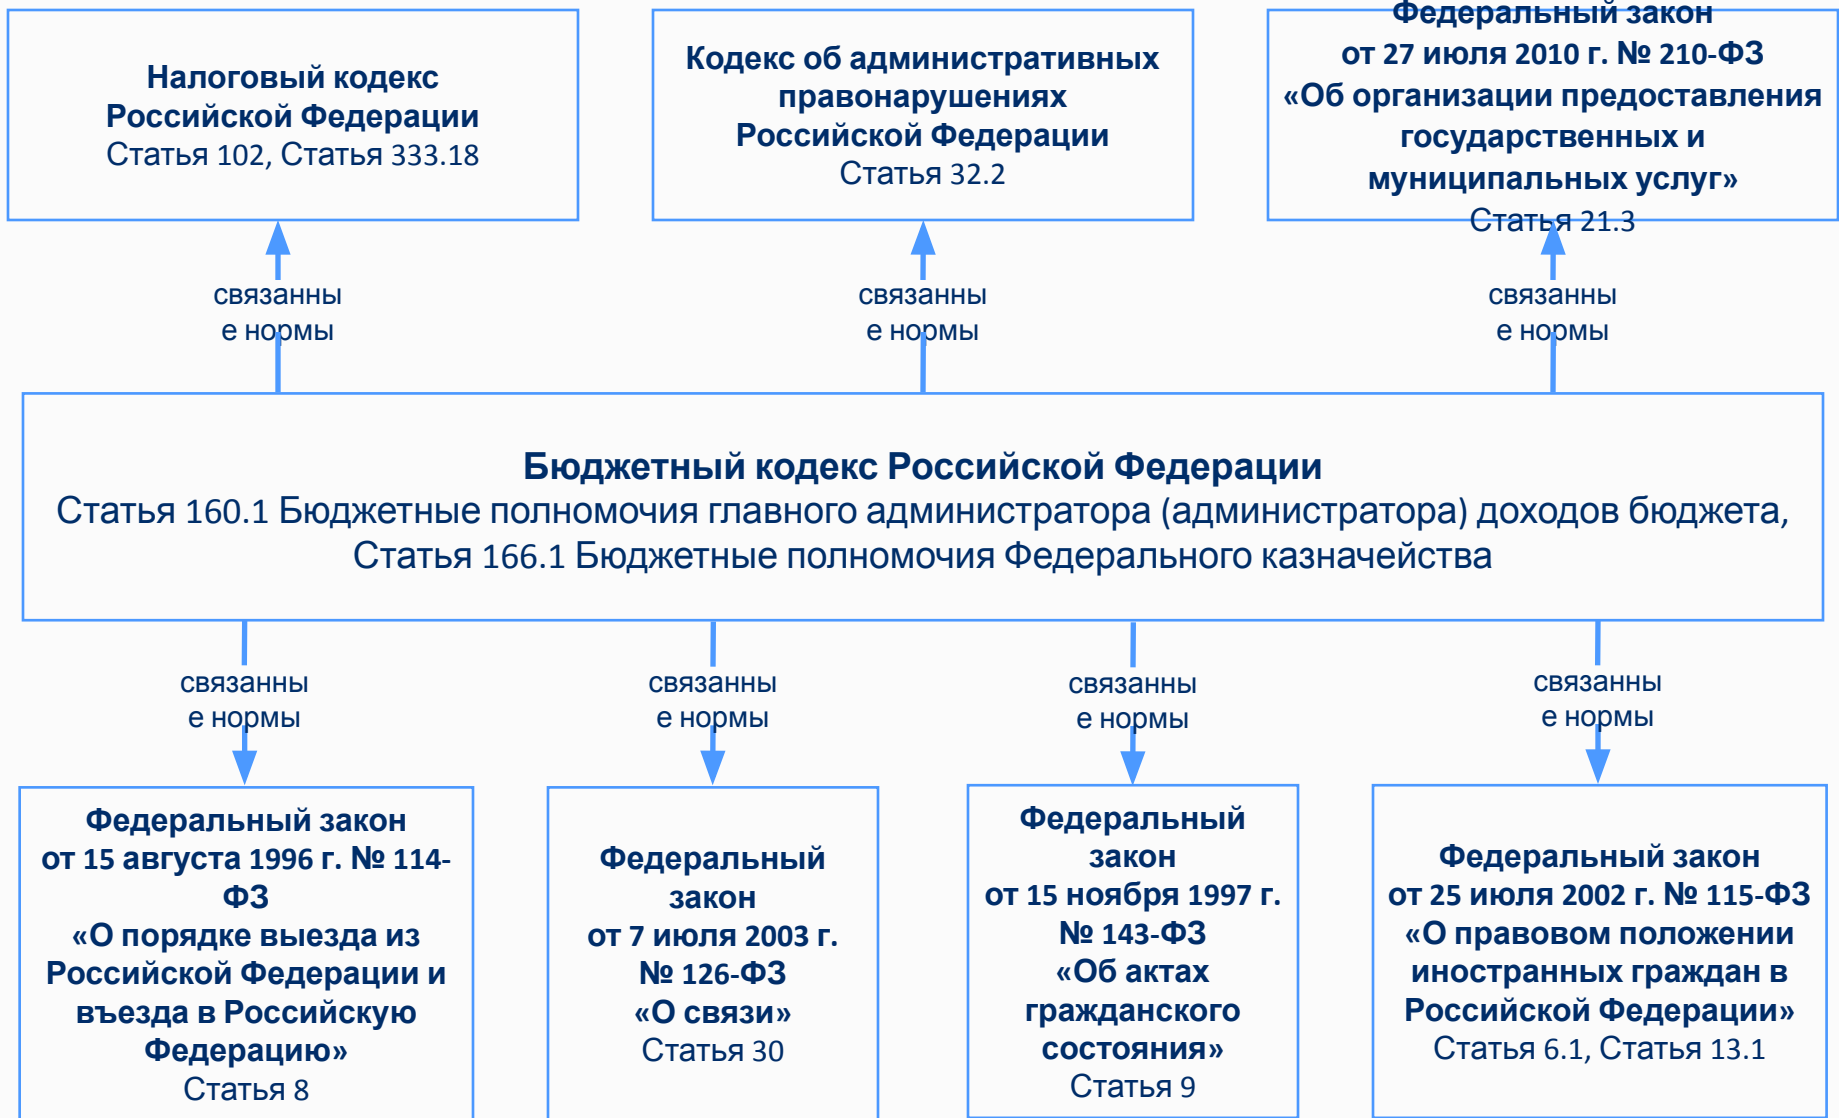 Налоговый кодекс
Российской Федерации
Статья 102, Статья 333.18
Кодекс об административных
правонарушениях
Российской Федерации
Статья 32.2
Федеральный закон
от 27 июля 2010 г. № 210-ФЗ
«Об организации предоставления
государственных и
муниципальных услуг»
Статья 21.3
связанны
е нормы
связанны
е нормы
связанны
е нормы
Бюджетный кодекс Российской Федерации
Статья 160.1 Бюджетные полномочия главного администратора (администратора) доходов бюджета,
Статья 166.1 Бюджетные полномочия Федерального казначейства
связанны
е нормы
связанны
е нормы
связанны
е нормы
связанны
е нормы
Федеральный закон
от 15 августа 1996 г. № 114-
ФЗ
«О порядке выезда из
Российской Федерации и
въезда в Российскую
Федерацию»
Статья 8
Федеральный
закон
от 7 июля 2003 г.
№ 126-ФЗ
«О связи»
Статья 30
Федеральный
закон
от 15 ноября 1997 г.
№ 143-ФЗ
«Об актах
гражданского
состояния»
Статья 9
Федеральный закон
от 25 июля 2002 г. № 115-ФЗ
«О правовом положении
иностранных граждан в
Российской Федерации»
Статья 6.1, Статья 13.1